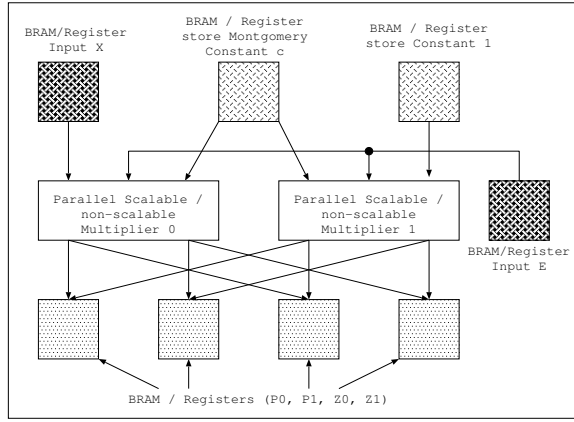 BRAM/Register
Input X
BRAM / Register
store Montgomery
Constant c
BRAM / Register
store Constant 1
Parallel Scalable /
non-scalable
Multiplier 0
Parallel Scalable /
non-scalable
Multiplier 1
BRAM/Register
Input E
BRAM / Registers (P0, P1, Z0, Z1)